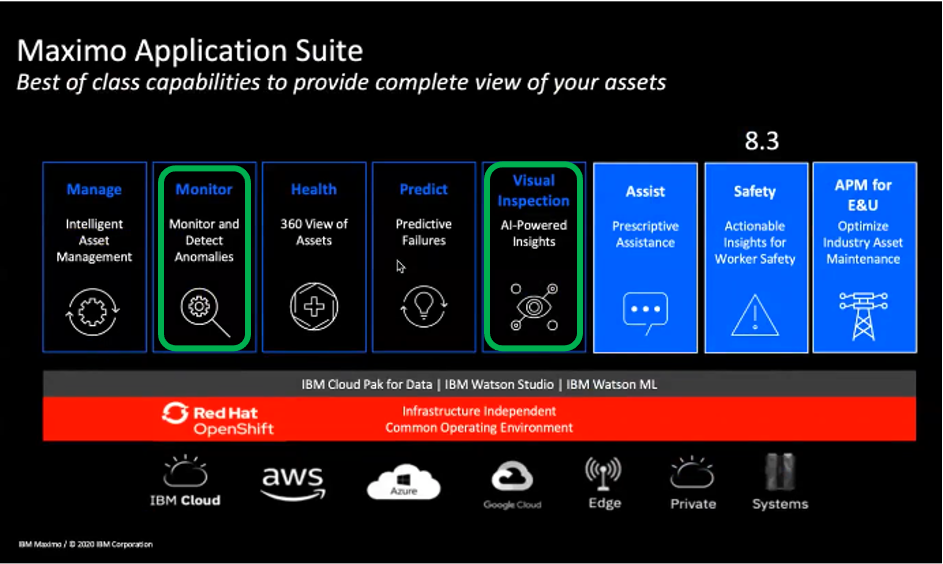 Maximo Application Suite
Best of class capabilities to provide complete view of your assets
8.3
Manage
Intelligent
Asset
Management
Monitor
Monitor and
Detect
Anomalies
Health
360 View of
Assets
Predict
Predictive
Failures
Visual
Inspection
AI-Powered
Insights
Assist
Prescriptive
Assistance
Safety
Actionable
Insights for
Worker Safety
APM for
E&U
Optimize
Industry Asset
Maintenance
IBM Cloud Pak for Data | IBM Watson Studio | IBM Watson ML
Red Hat
OpenShift
Infrastructure Independent
Common Operating Environment
IBM Cloud
aws
Azure
Google Cloud
Edge
Private
Systems
IBM Maximo / © 2020 IBM Corporation